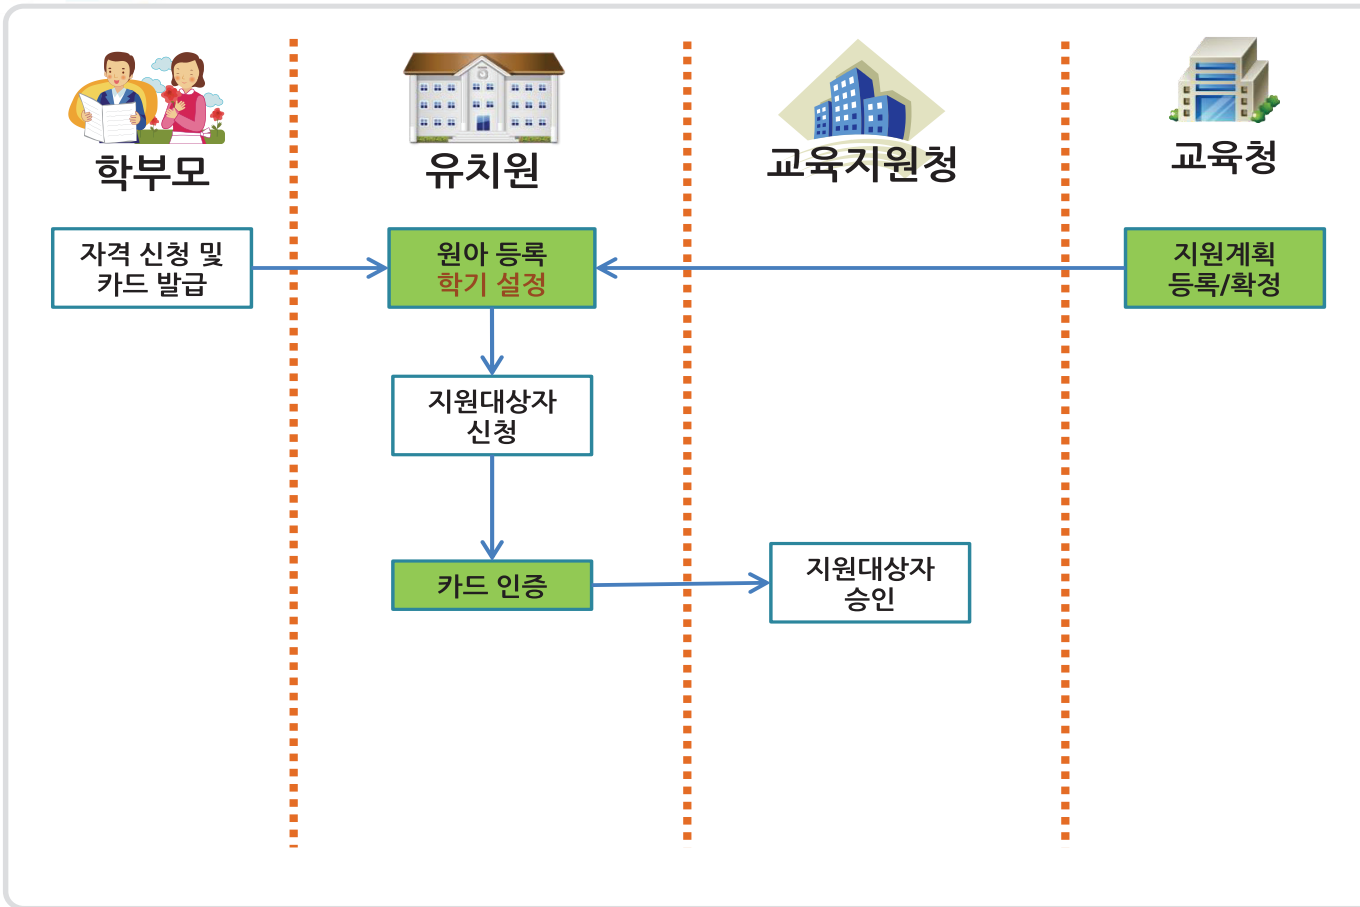 학부모
유치원
교육지원청
교육청
자격 신청 및
카드 발급
원아 등록
학기 설정
지원계획
등록/확정
지원대상자
신청
카드 인증
지원대상자
승인